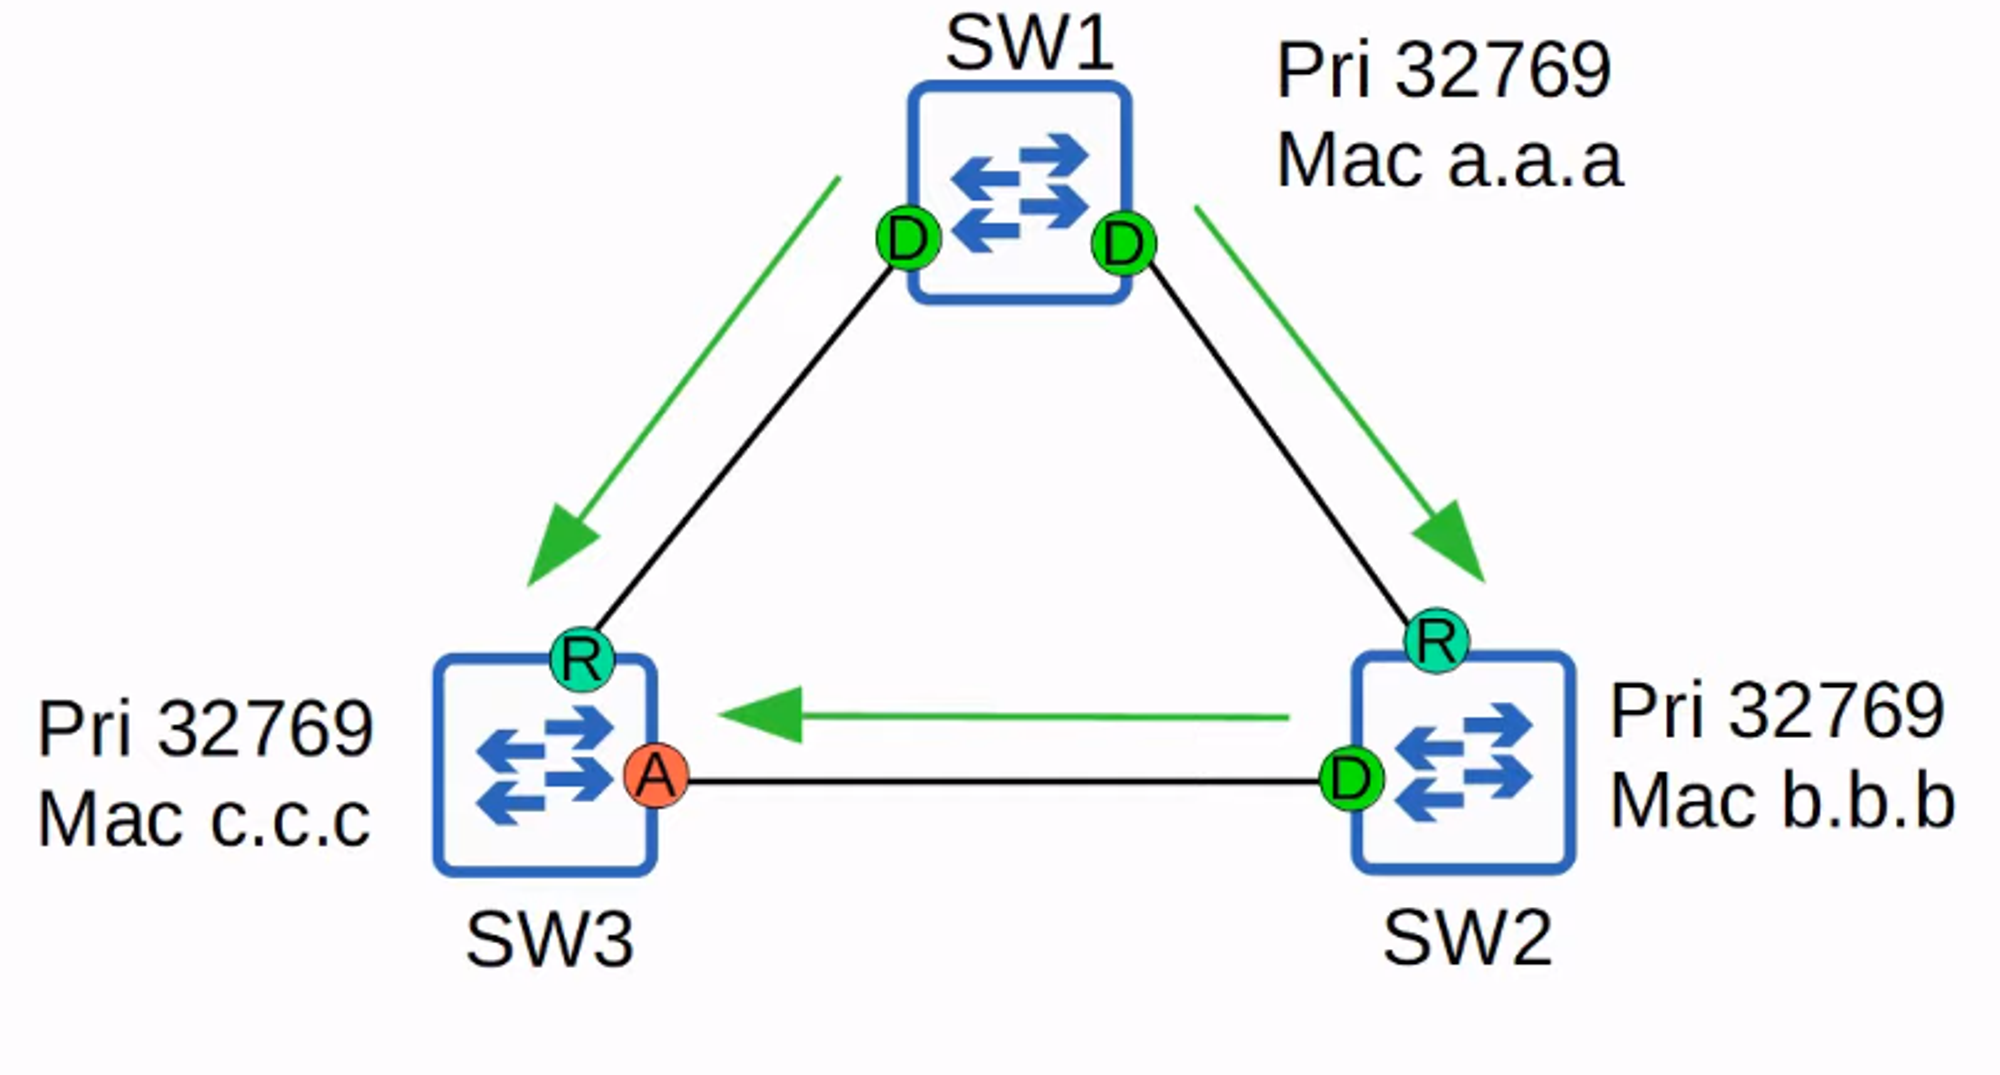 SW1
Pri 32769
Mac a.a.a
D
D
R
R
Pri 32769
Mac c.c.c
A
D
Pri 32769
Mac b.b.b
SW3
SW2